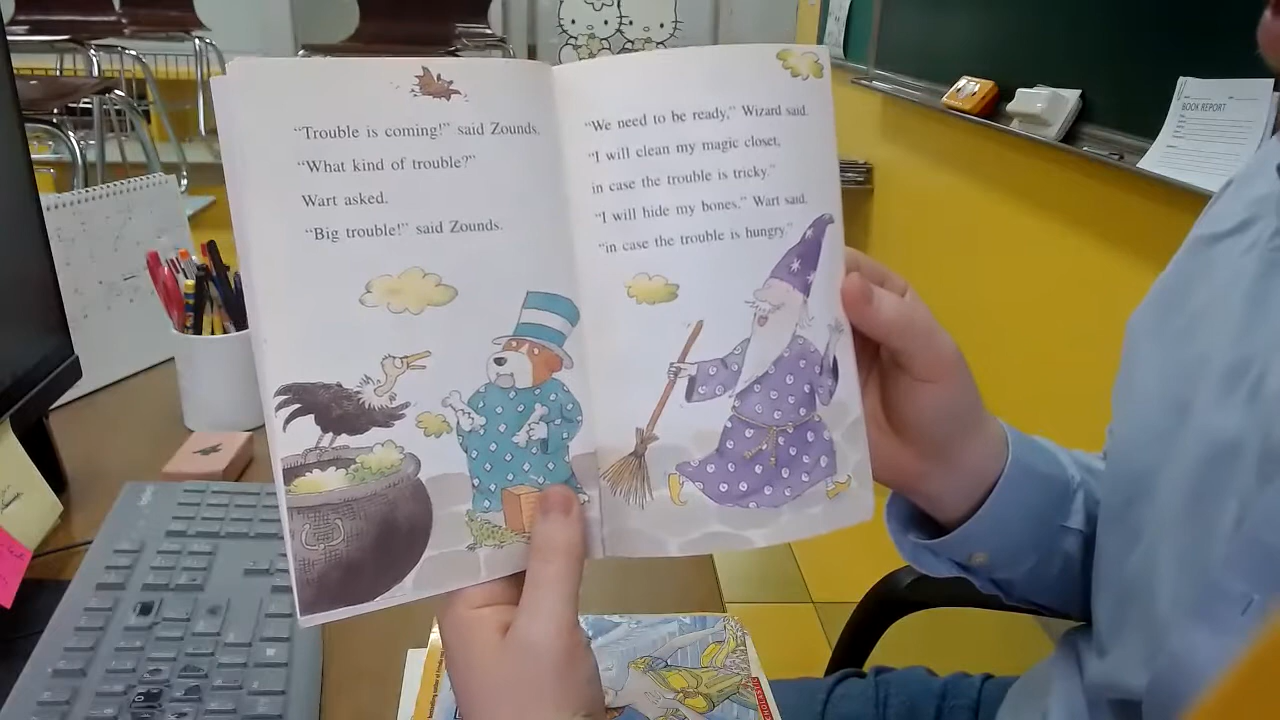 "Trouble is coming!" said Zounds.
"What kind of trouble?"
Wart asked.
"Big trouble!" said Zounds.
"We need to be ready," Wizard said.
"I will clean my magic closet,
in case the trouble is tricky."
"I will hide my bones." Wart said.
"in case the trouble is hungry."
BOOK REPORT